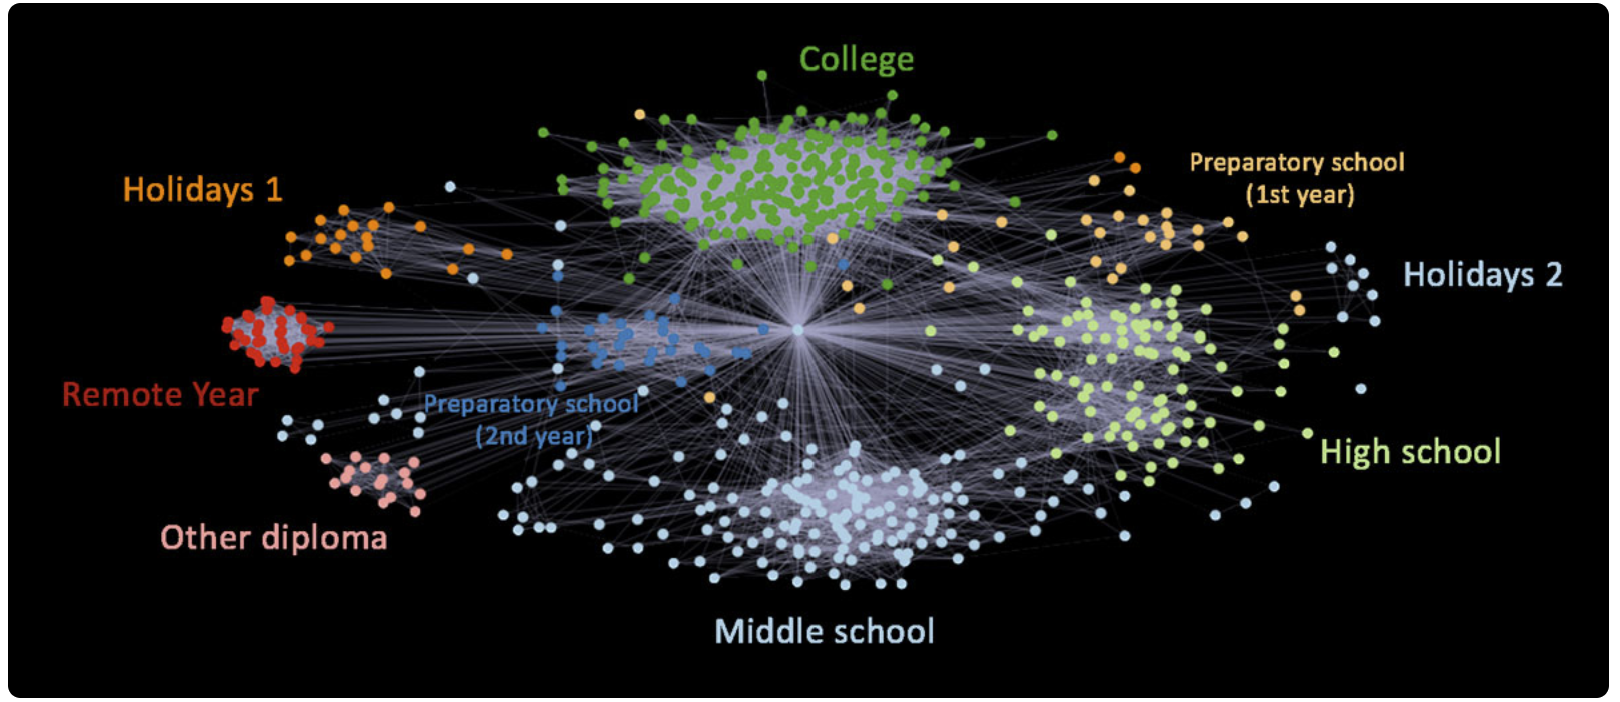 College
Holidays 1
Preparatory school
(1st year)
Holidays 2
Remote Year
Preparatory school
(2nd year)
High school
Other diploma
Middle school